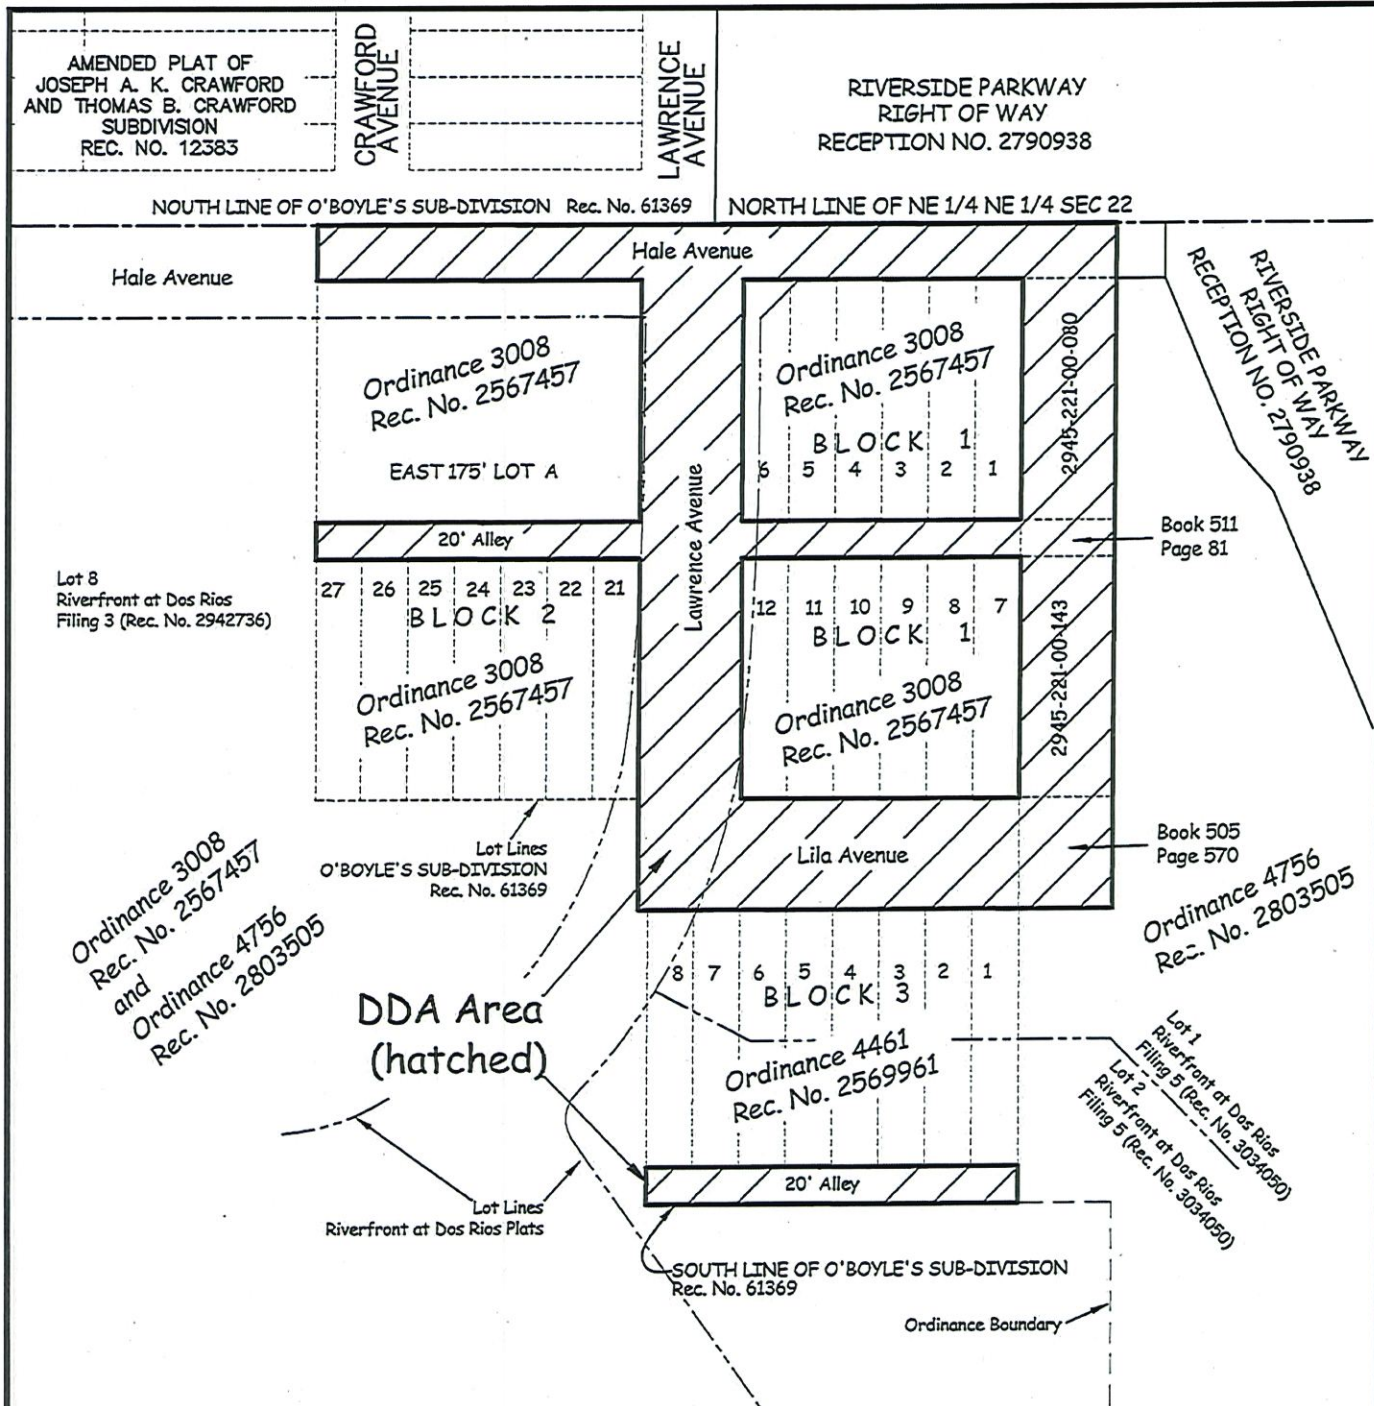 AMENDED PLAT OF
JOSEPH A. K. CRAWFORD
AND THOMAS B. CRAWFORD
SUBDIVISION
REC. NO. 12383
CRAWFORD
AVENUE
LAWRENCE
AVENUE
RIVERSIDE PARKWAY
RIGHT OF WAY
RECEPTION NO. 2790938
NOUTH LINE OF O'BOYLE'S SUB-DIVISION Rec. No. 61369
NORTH LINE OF NE 1/4 NE 1/4 SEC 22
Hale Avenue
Hale Avenue
RIVERSIDE PARKWAY
RIGHT OF WAY
RECEPTION NO. 2790938
Ordinance 3008
Rec. No. 2567457
EAST 175' LOT A
Ordinance 3008
Rec. No. 2567457
BLOCK 1
6 5 4 3 2 1
2945-221-00-080
Lawrence Avenue
20' Alley
Book 511
Page 81
Lot 8
Riverfront at Dos Rios
Filing 3 (Rec. No. 2942736)
27 26 25 24 23 22 21
BLOCK 2
Ordinance 3008
Rec. No. 2567457
12 11 10 9 8 7
BLOCK 1
Ordinance 3008
Rec. No. 2567457
2945-221-00-143
Lot Lines
O'BOYLE'S SUB-DIVISION
Rec. No. 61369
Lila Avenue
Book 505
Page 570
Ordinance 3008
Rec. No. 2567457
and
Ordinance 4756
Rec. No. 2803505
Ordinance 4756
Rec. No. 2803505
8 7 6 5 4 3 2 1
BLOCK 3
DDA Area
(hatched)
Ordinance 4461
Rec. No. 2569961
Lot 1
Riverfront at Dos Rios
Filing 5 (Rec. No. 3034050)
Lot 2
Riverfront at Dos Rios
Filing 5 (Rec. No. 3034050)
20' Alley
Lot Lines
Riverfront at Dos Rios Plats
SOUTH LINE OF O'BOYLE'S SUB-DIVISION
Rec. No. 61369
Ordinance Boundary